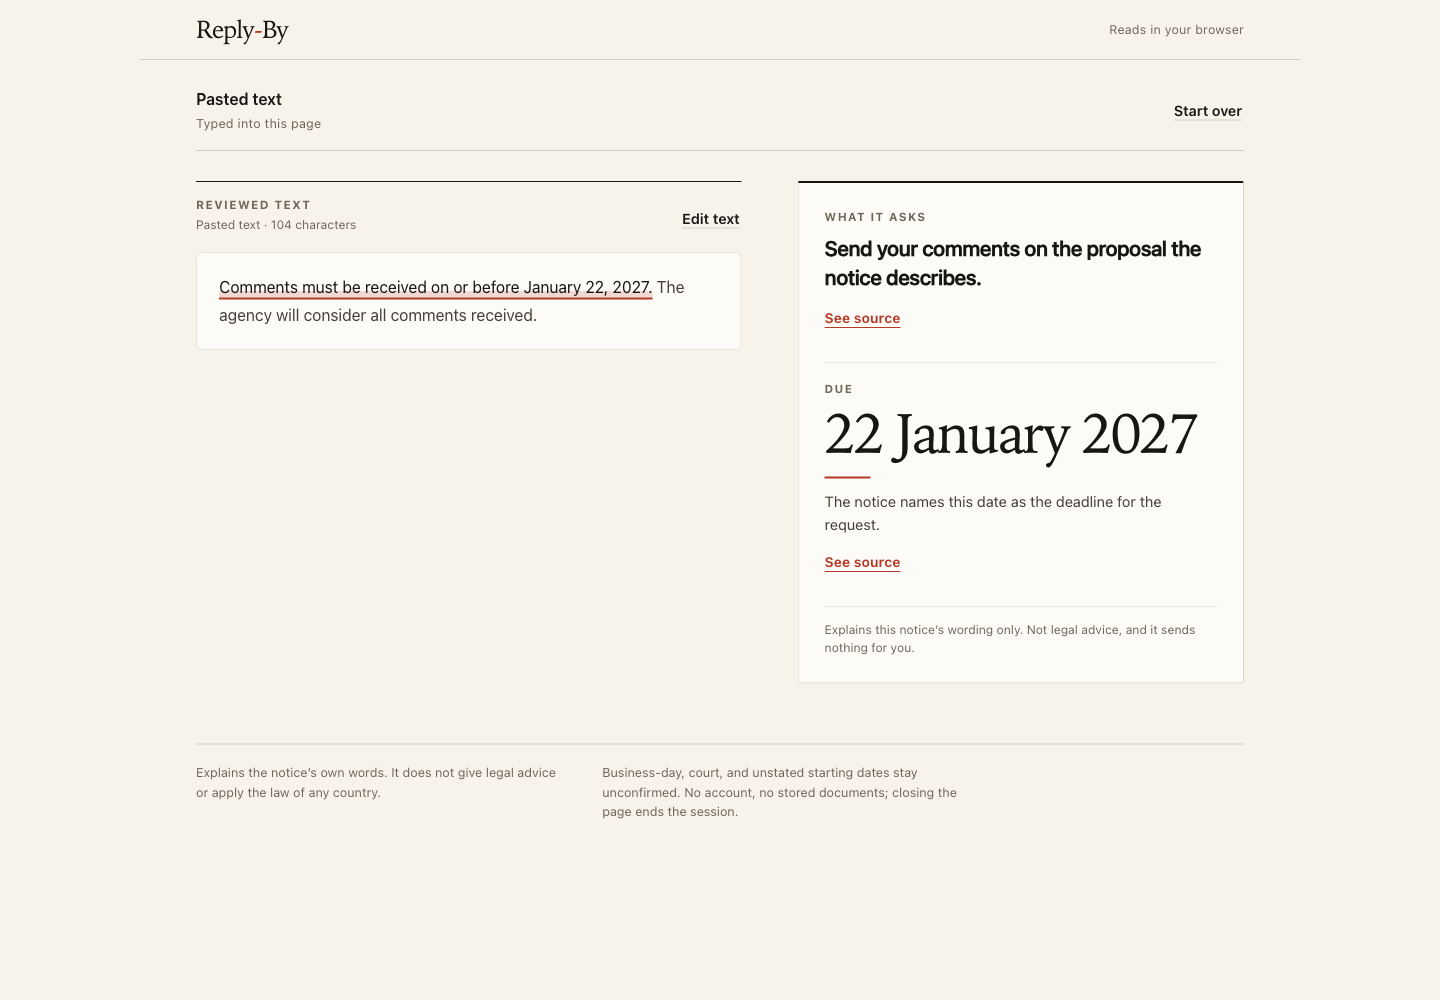 Reply-By
Reads in your browser
Pasted text
Typed into this page
Start over
REVIEWED TEXT
Pasted text · 104 characters
Edit text
Comments must be received on or before January 22, 2027. The
agency will consider all comments received.
WHAT IT ASKS
Send your comments on the proposal the
notice describes.
See source
DUE
22 January 2027
The notice names this date as the deadline for the
request.
See source
Explains this notice’s wording only. Not legal advice, and it sends
nothing for you.
Explains the notice’s own words. It does not give legal advice
or apply the law of any country.
Business-day, court, and unstated starting dates stay
unconfirmed. No account, no stored documents; closing the
page ends the session.